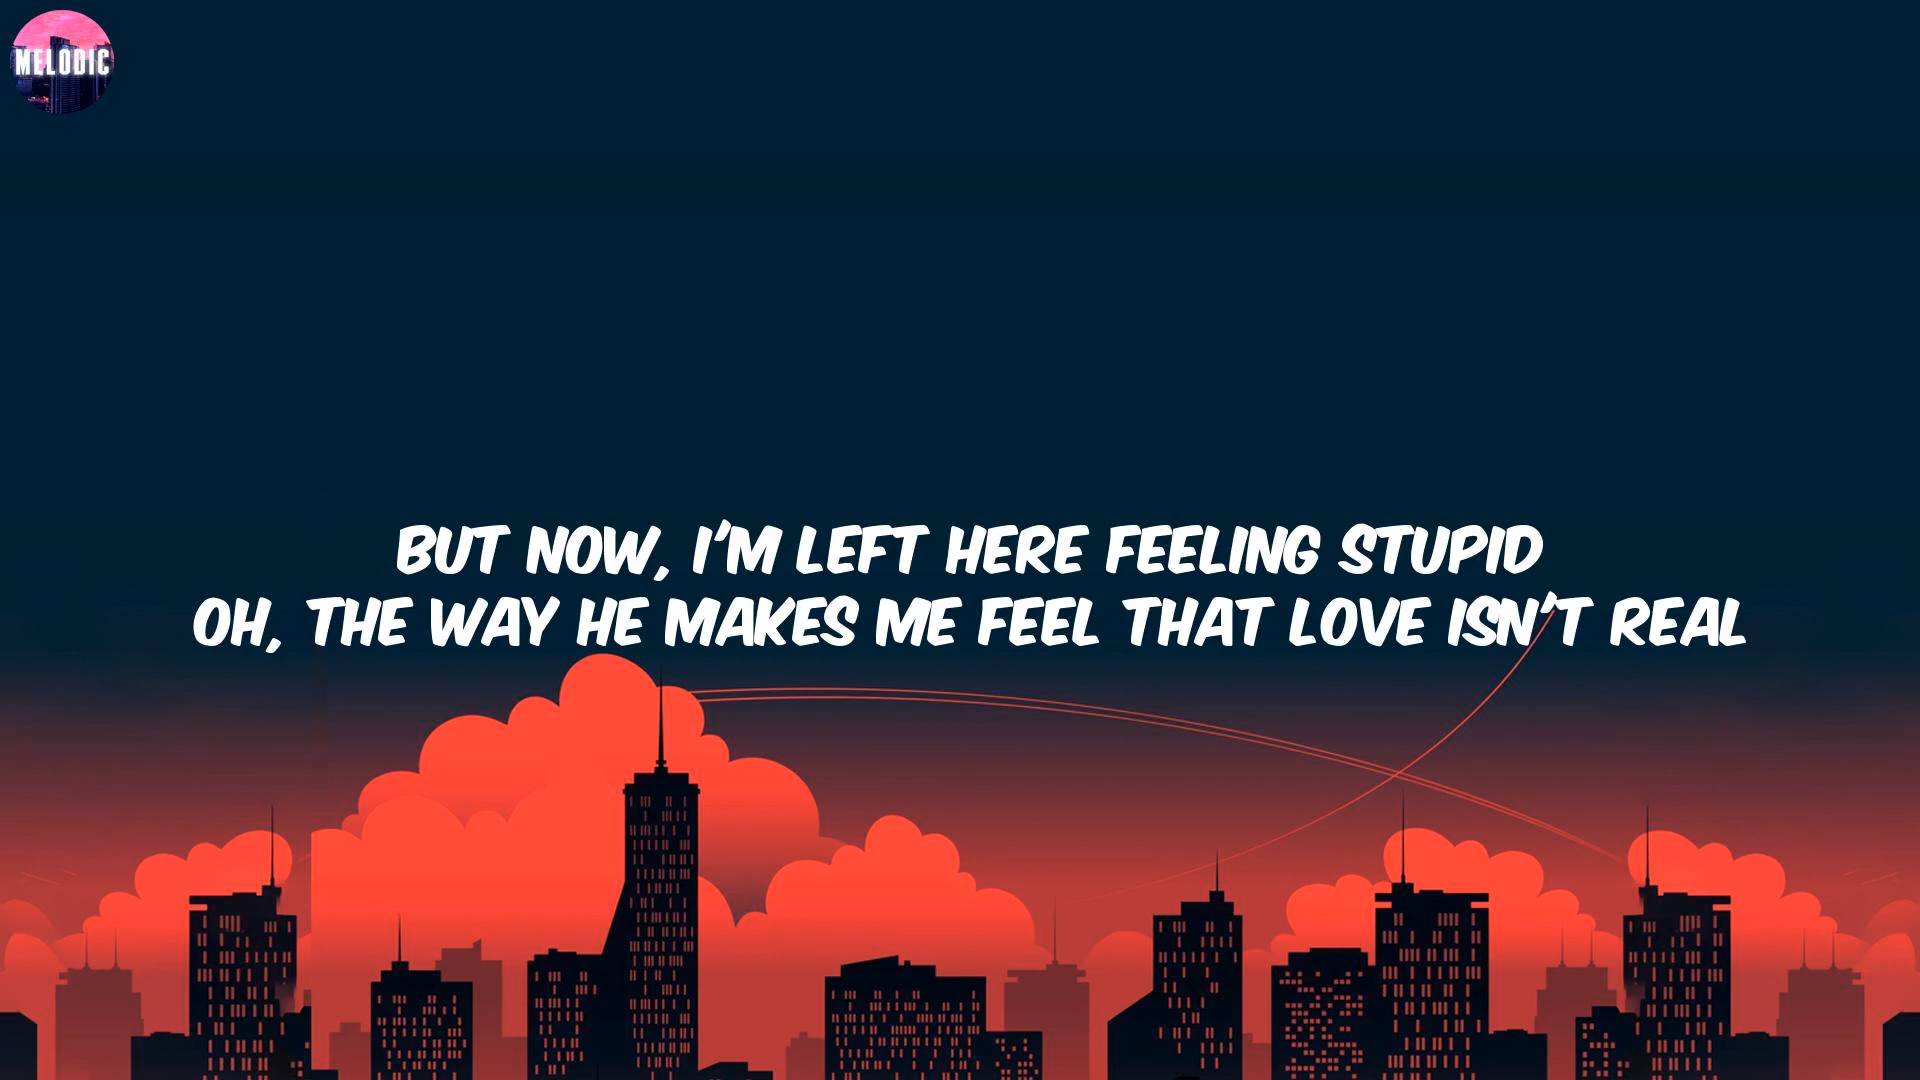 MELODIC
BUT NOW, I'M LEFT HERE FEELING STUPID
OH, THE WAY HE MAKES ME FEEL THAT LOVE ISN'T REAL